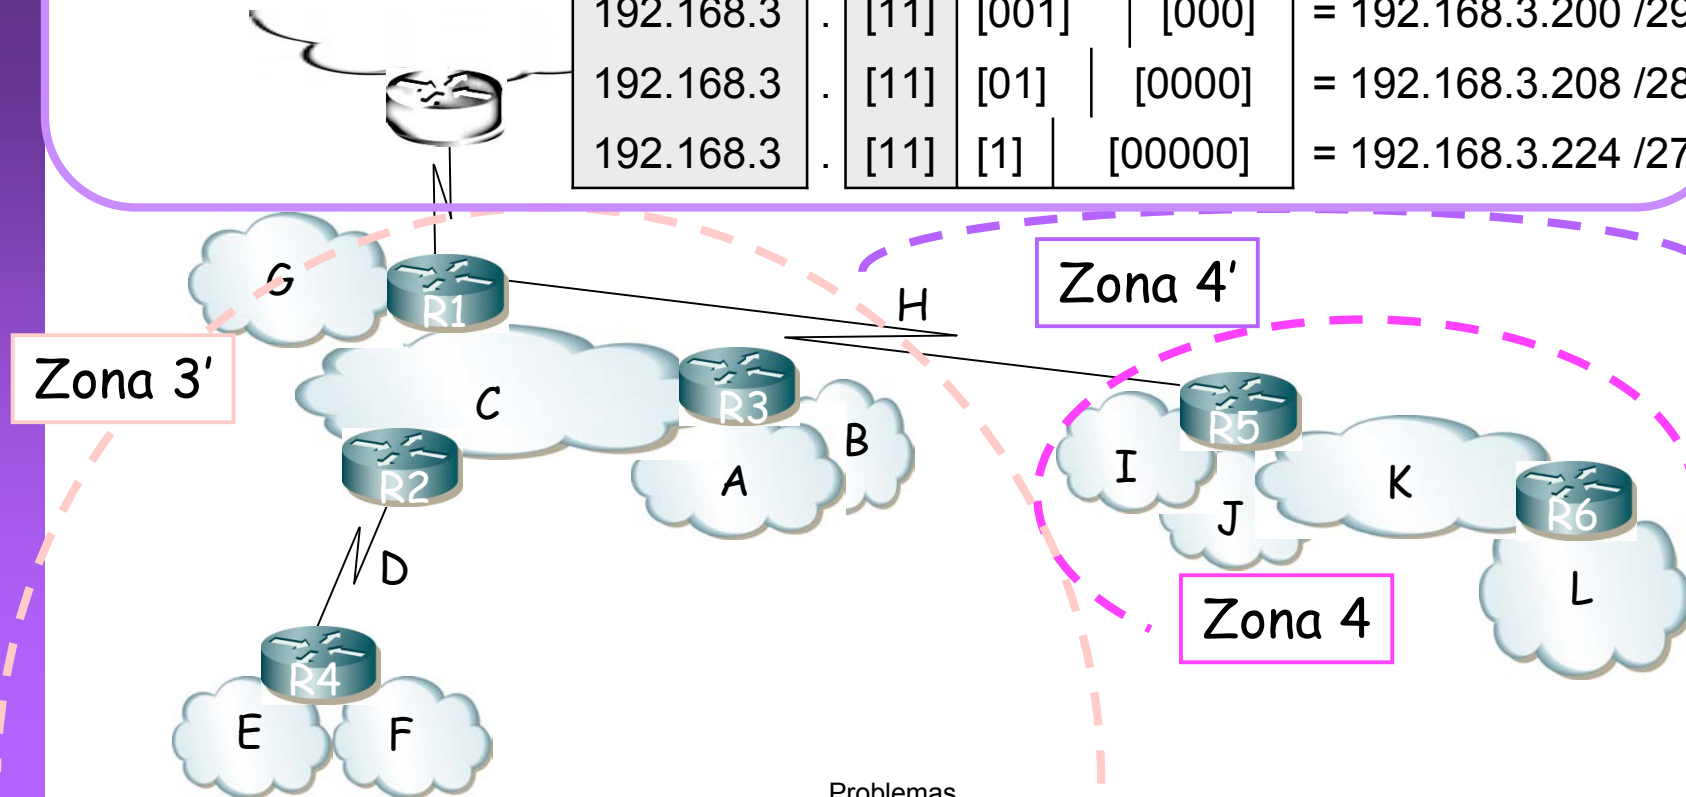 192.168.3 . [11] [001] [000] = 192.168.3.200 /29
192.168.3 . [11] [01] [0000] = 192.168.3.208 /28
192.168.3 . [11] [1] [00000] = 192.168.3.224 /27
Zona 4'
G
R1
H
Zona 3'
C
R3
B
R5
I
K
A
R2
J
R6
D
L
Zona 4
R4
E
F
Problemas